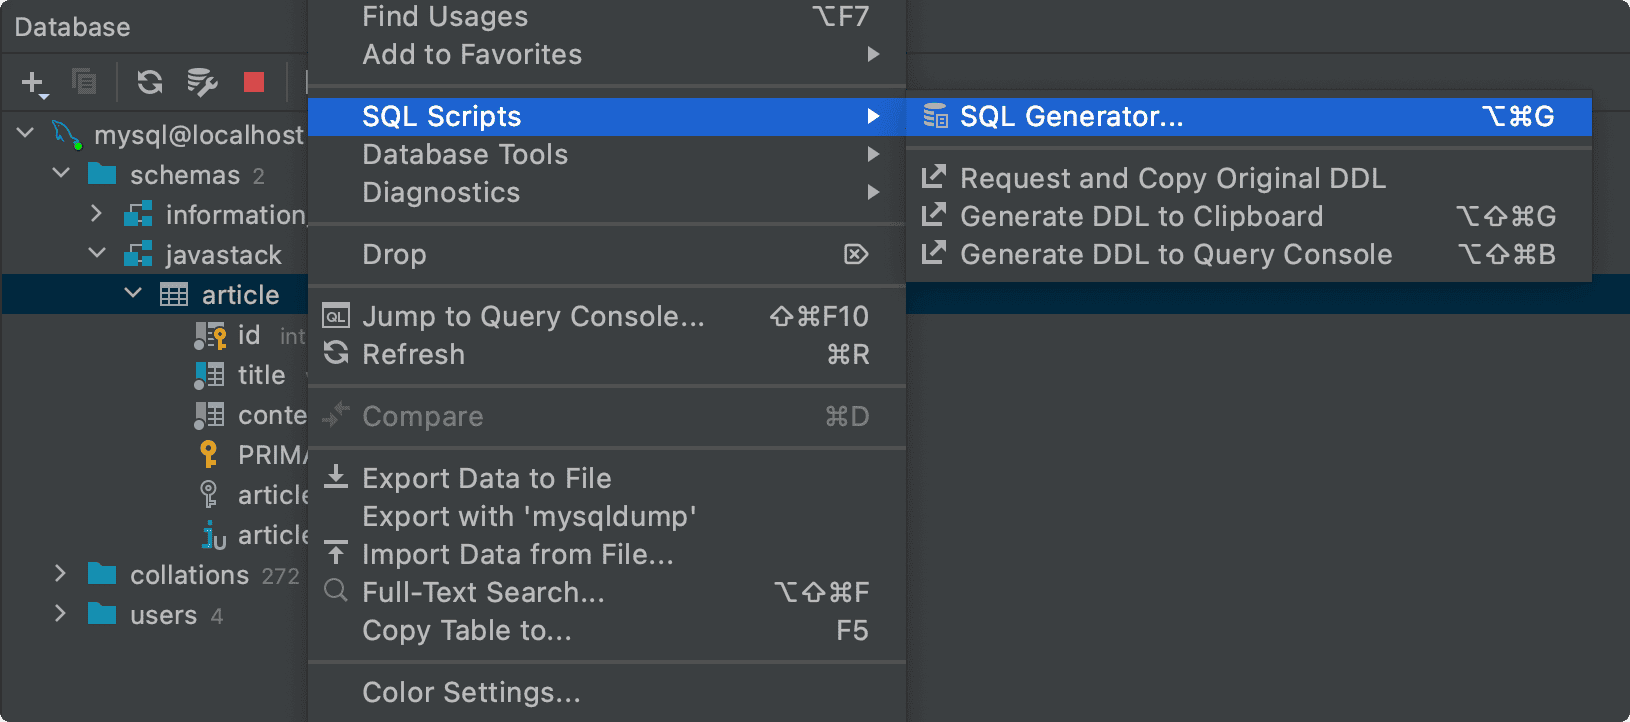 Database
mysql@localhost
schemas 2
information_
javastack
article
id int
title
conte
PRIMA
article
article
collations 272
users 4
Find Usages ⌥F7
Add to Favorites
SQL Scripts
Database Tools
Diagnostics
Drop ⌦
QL Jump to Query Console... ⇧⌘F10
Refresh ⌘R
Compare ⌘D
Export Data to File
Export with 'mysqldump'
Import Data from File...
Full-Text Search... ⌥⇧⌘F
Copy Table to... F5
Color Settings...
SQL Generator... ⌥⌘G
Request and Copy Original DDL
Generate DDL to Clipboard ⌥⇧⌘G
Generate DDL to Query Console ⌥⇧⌘B